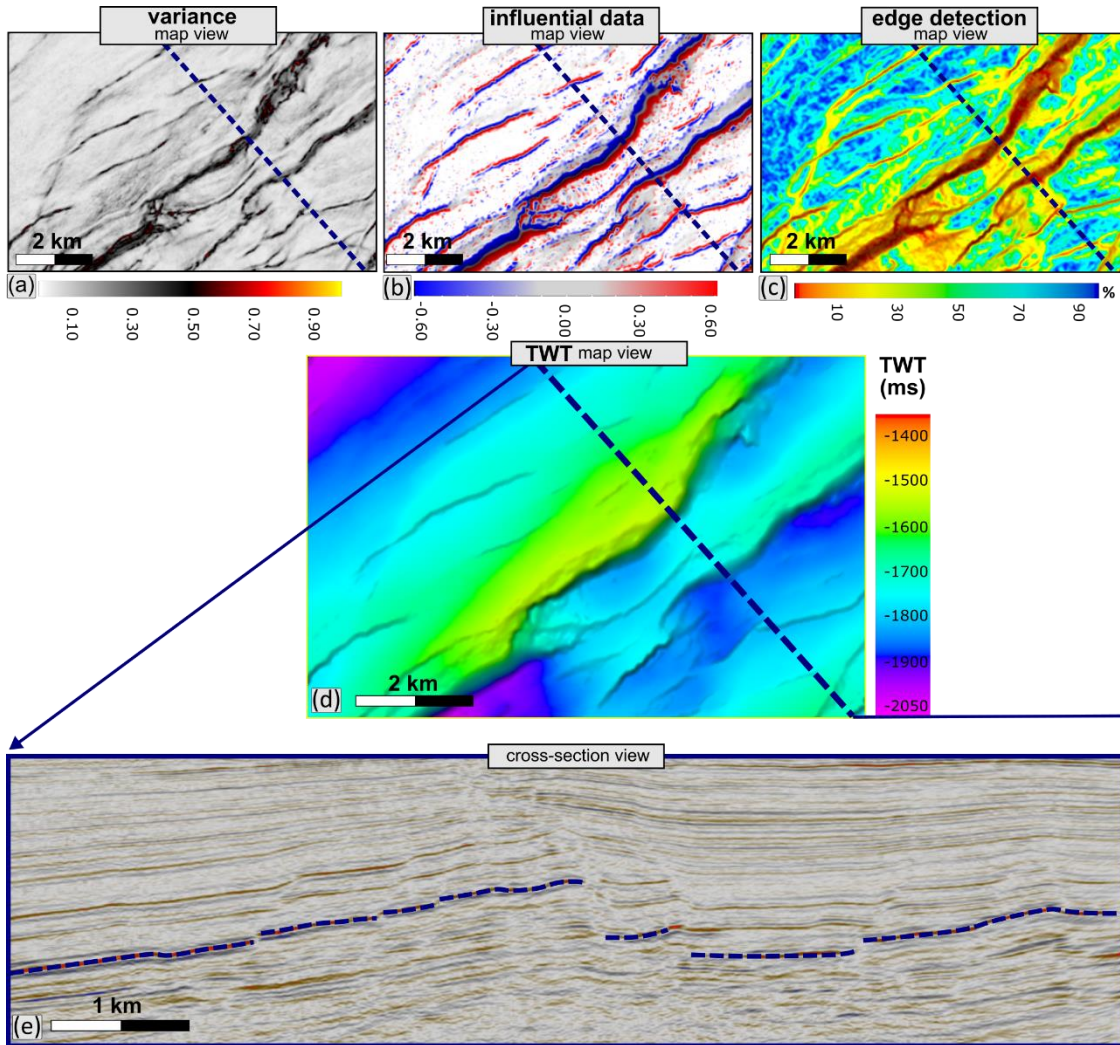 variance
map view
influential data
map view
edge detection
map view
2 km
2 km
2 km
(a)
(b)
(c)
0.10
0.30
0.50
0.70
0.90
-0.60
-0.30
0.00
0.30
0.60
10
30
50
70
90
%
TWT map view
TWT
(ms)
-1400
-1500
-1600
-1700
-1800
-1900
-2050
2 km
(d)
cross-section view
1 km
(e)